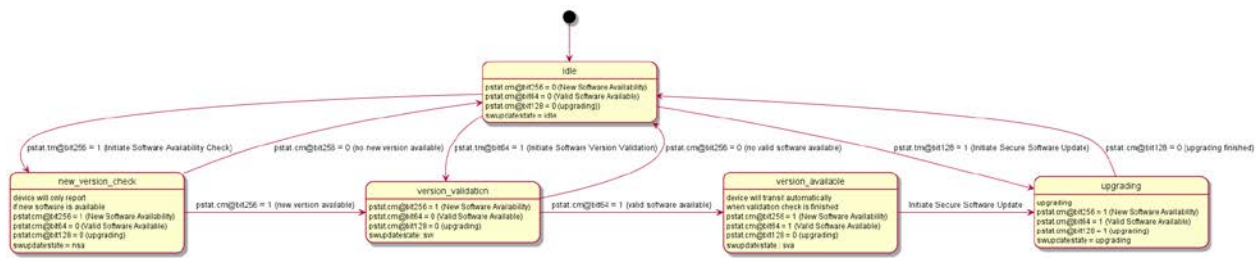 idle
pstat.cm@bit256 = 0 (New Software Availability)
pstat.cm@bit64 = 0 (Valid Software Available)
pstat.cm@bit128 = 0 (upgrading))
swupdatestate = idle
pstat.tm@bit256 = 1 (Initiate Software Availability Check)
pstat.cm@bit256 = 0 (no new version available)
pstat.tm@bit64 = 1 (Initiate Software Version Validation)
pstat.cm@bit256 = 0 (no valid software available)
pstat.tm@bit128 = 1 (Initiate Secure Software Update)
pstat.cm@bit128 = 0 (upgrading finished)
new_version_check
device will only report
if new software is available
pstat.cm@bit256 = 1 (New Software Availability)
pstat.cm@bit64 = 0 (Valid Software Available)
pstat.cm@bit128 = 0 (upgrading)
swupdatestate = nsa
pstat.cm@bit256 = 1 (new version available)
version_validation
pstat.cm@bit256 = 1 (New Software Availability)
pstat.cm@bit64 = 0 (Valid Software Available)
pstat.cm@bit128 = 0 (upgrading)
swupdatestate: svv
pstat.cm@bit64 = 1 (valid software available)
version_available
device will transit automatically
when validation check is finished
pstat.cm@bit256 = 1 (New Software Availability)
pstat.cm@bit64 = 1 (Valid Software Available)
pstat.cm@bit128 = 0 (upgrading)
swupdatestate : sva
Initiate Secure Software Update
upgrading
upgrading
pstat.cm@bit256 = 1 (New Software Availability)
pstat.cm@bit64 = 1 (Valid Software Available)
pstat.cm@bit128 = 1 (upgrading)
swupdatestate = upgrading